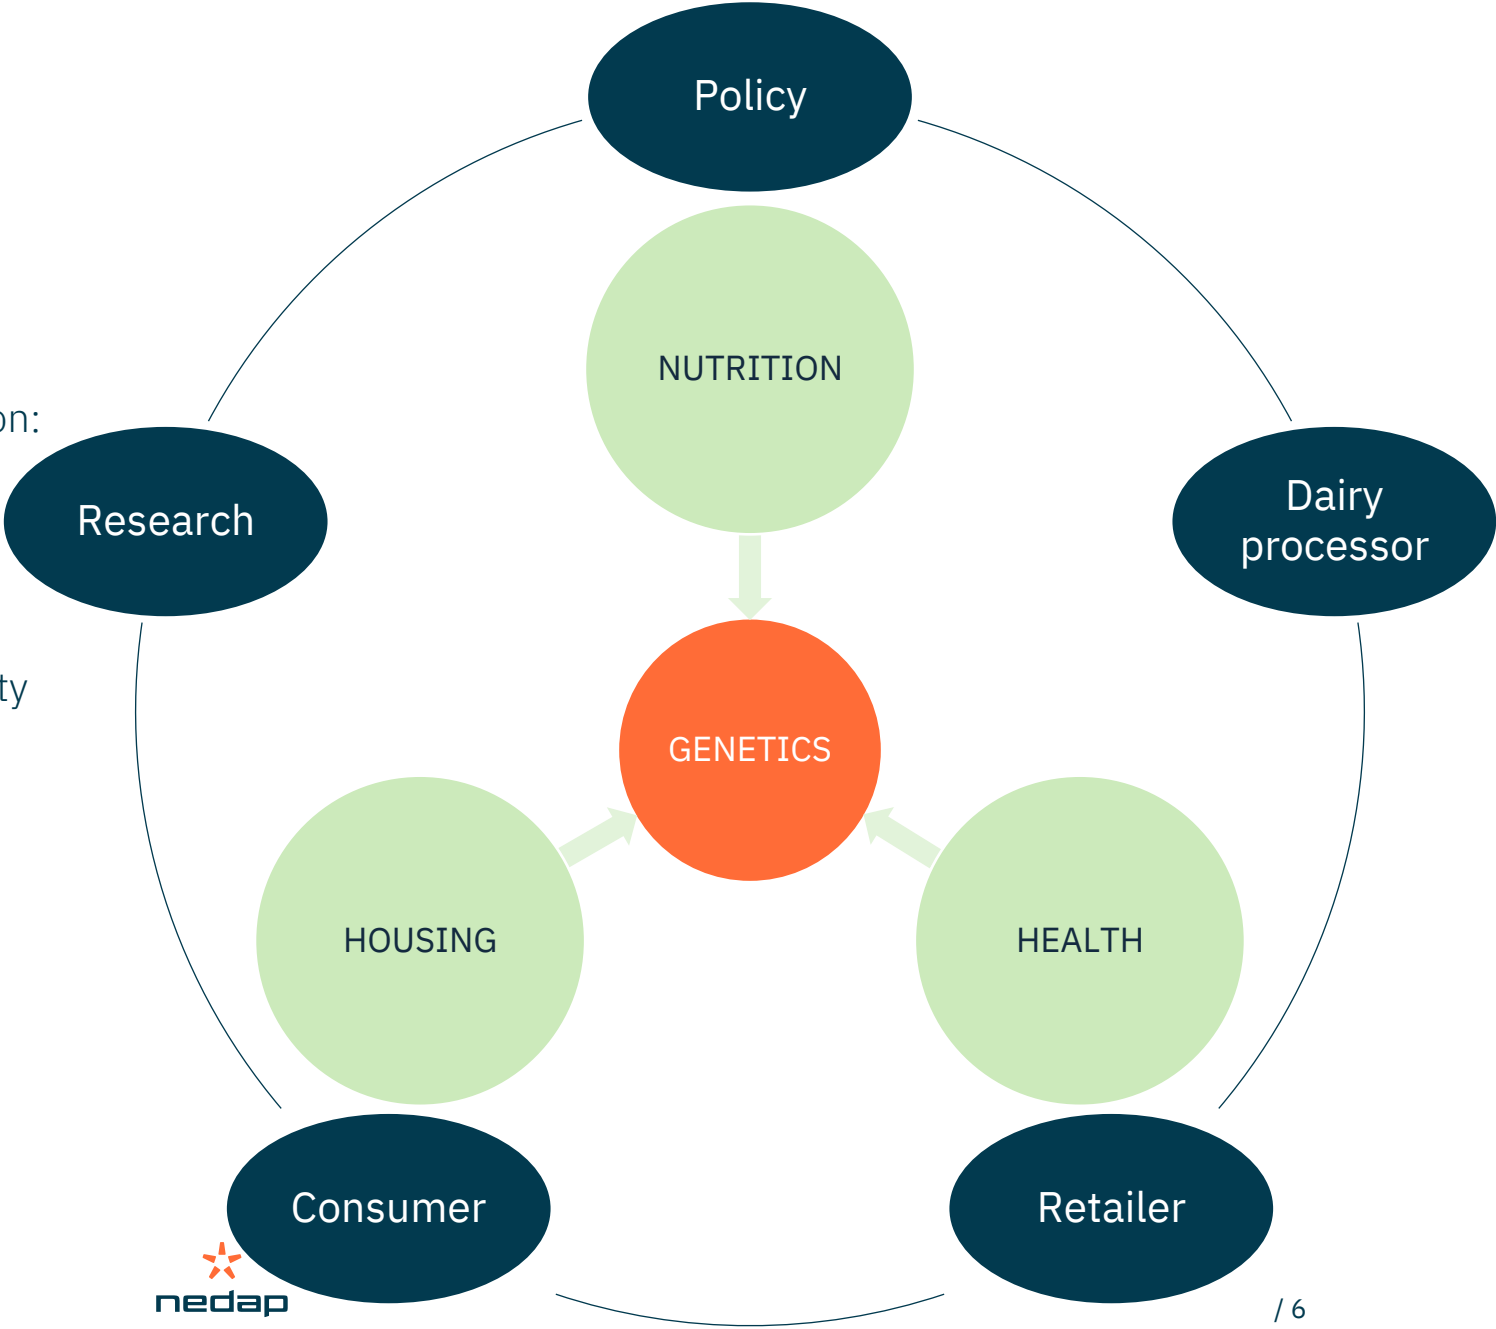 Policy
NUTRITION
on:
Research
Dairy
processor
ty
GENETICS
HOUSING
HEALTH
Consumer
Retailer
nedap
/ 6